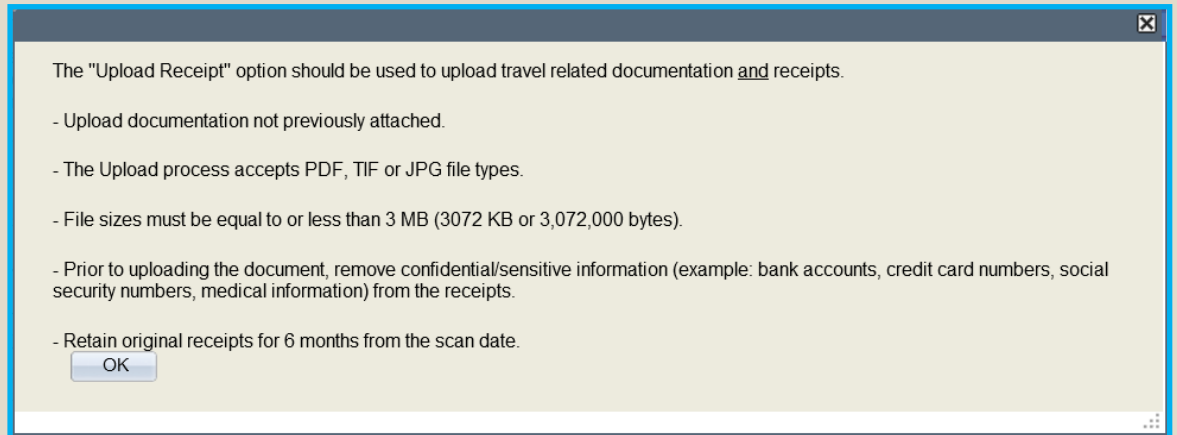 The "Upload Receipt" option should be used to upload travel related documentation and receipts.
- Upload documentation not previously attached.
- The Upload process accepts PDF, TIF or JPG file types.
- File sizes must be equal to or less than 3 MB (3072 KB or 3,072,000 bytes).
- Prior to uploading the document, remove confidential/sensitive information (example: bank accounts, credit card numbers, social
security numbers, medical information) from the receipts.
- Retain original receipts for 6 months from the scan date.
OK